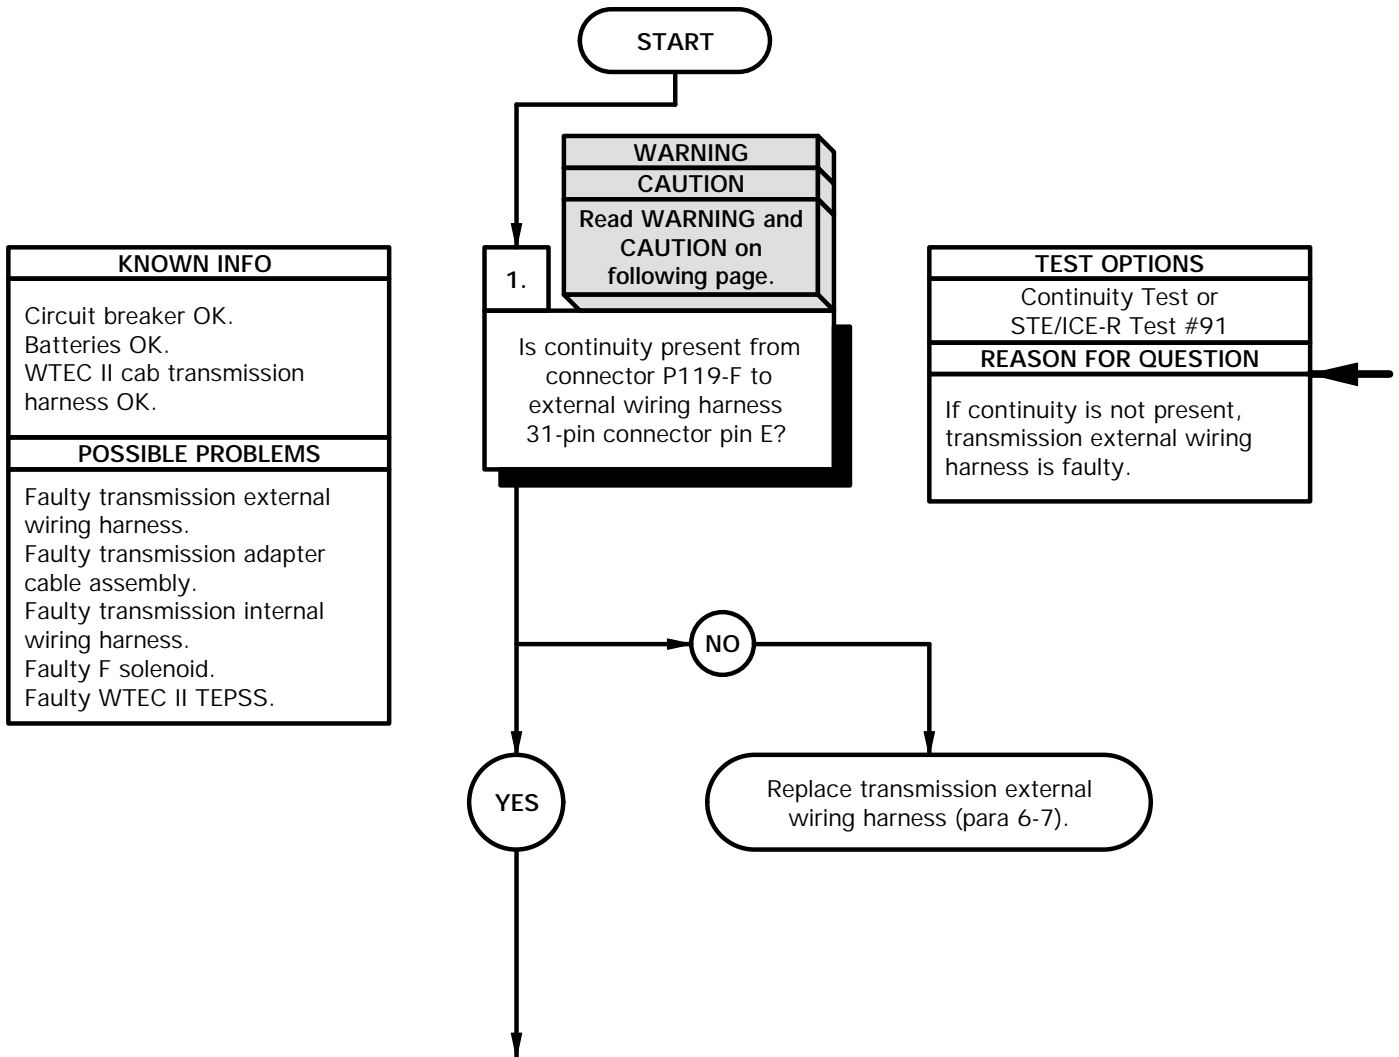 START
WARNING
CAUTION
Read WARNING and
CAUTION on
following page.
1.
Is continuity present from
connector P119-F to
external wiring harness
31-pin connector pin E?
KNOWN INFO
Circuit breaker OK.
Batteries OK.
WTEC II cab transmission
harness OK.
POSSIBLE PROBLEMS
Faulty transmission external
wiring harness.
Faulty transmission adapter
cable assembly.
Faulty transmission internal
wiring harness.
Faulty F solenoid.
Faulty WTEC II TEPSS.
TEST OPTIONS
Continuity Test or
STE/ICE-R Test #91
REASON FOR QUESTION
If continuity is not present,
transmission external wiring
harness is faulty.
NO
YES
Replace transmission external
wiring harness (para 6-7).